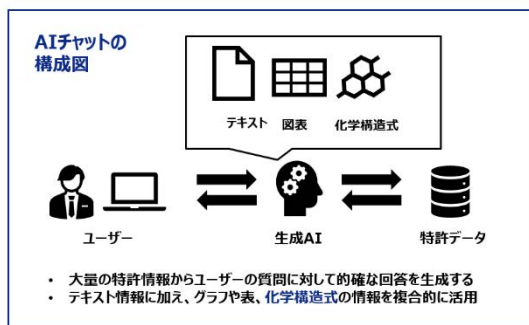 AIチャットの
構成図
テキスト 図表 化学構造式
ユーザー 生成AI 特許データ
• 大量の特許情報からユーザーの質問に対して的確な回答を生成する
• テキスト情報に加え、グラフや表、化学構造式の情報を複合的に活用